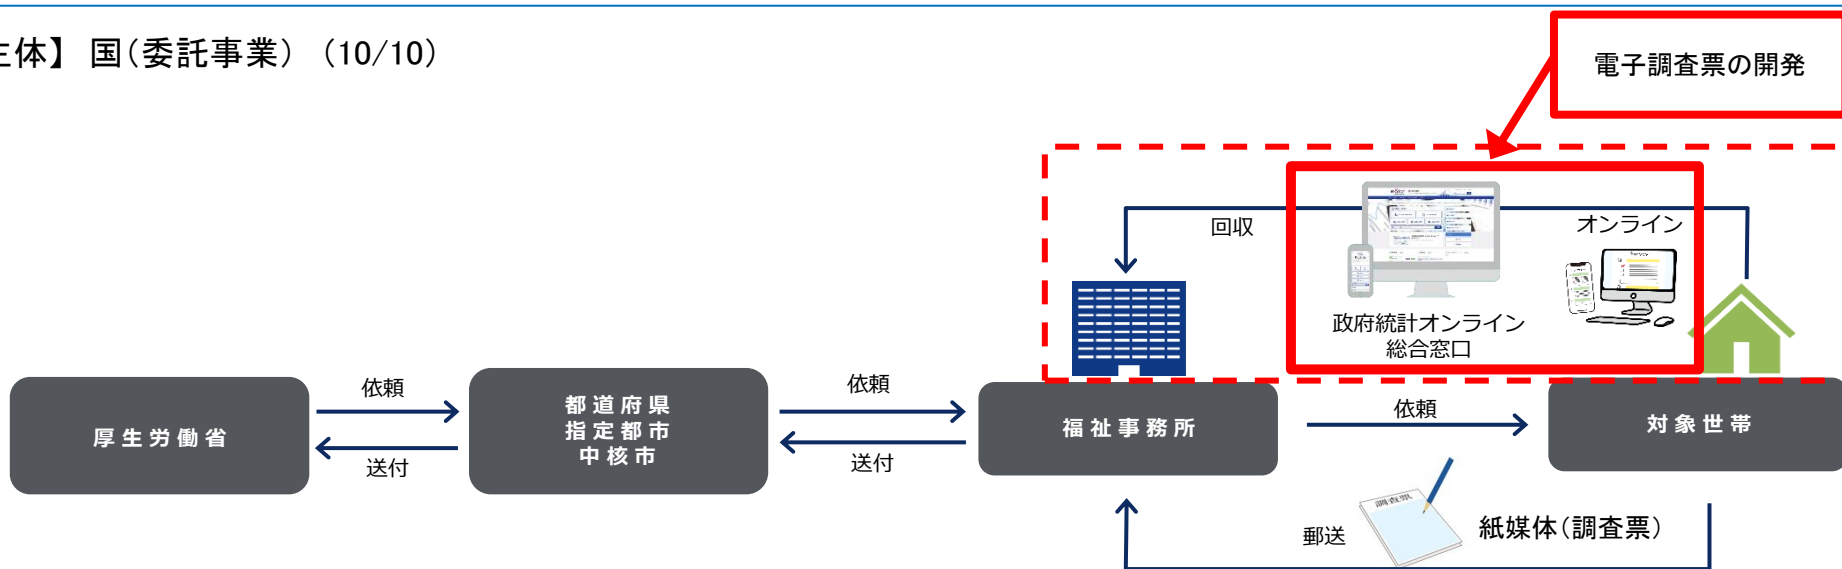 主体】 国(委託事業) (10/10)
電子調査票の開発
回収
オンライン
政府統計オンライン
総合窓口
厚生労働省
依頼
送付
都道府県
指定都市
中核市
依頼
送付
福祉事務所
依頼
対象世帯
調査票
郵送
紙媒体(調査票)